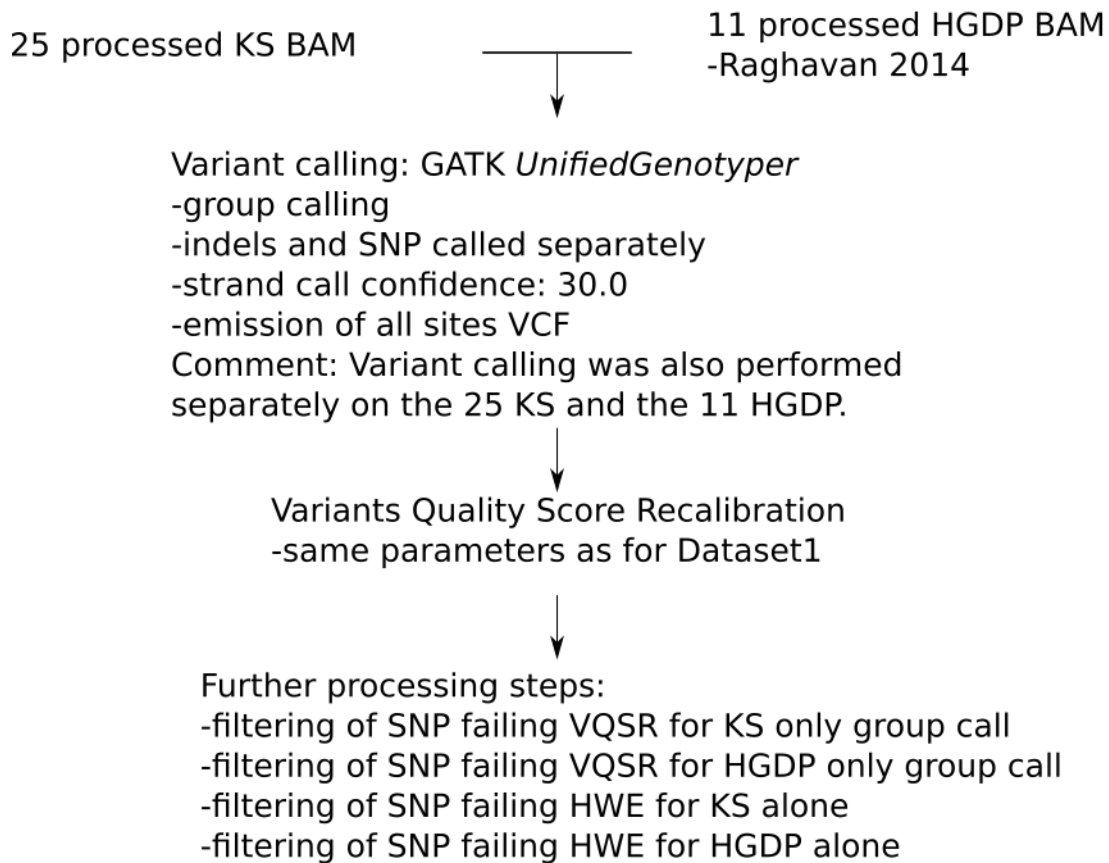 25 processed KS BAM
11 processed HGDP BAM
-Raghavan 2014
Variant calling: GATK UnifiedGenotyper
-group calling
-indels and SNP called separately
-strand call confidence: 30.0
-emission of all sites VCF
Comment: Variant calling was also performed
separately on the 25 KS and the 11 HGDP.
Variants Quality Score Recalibration
-same parameters as for Dataset1
Further processing steps:
-filtering of SNP failing VQSR for KS only group call
-filtering of SNP failing VQSR for HGDP only group call
-filtering of SNP failing HWE for KS alone
-filtering of SNP failing HWE for HGDP alone